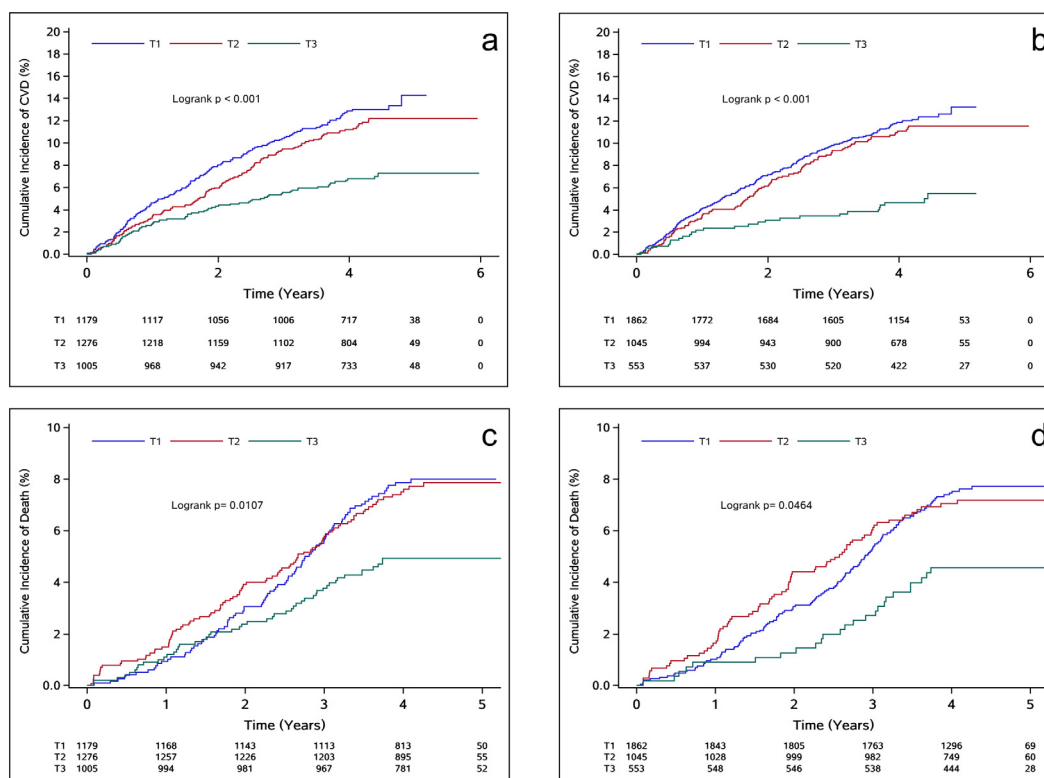 a
20
18
16
14
12
10
8
6
4
2
0.0
Cumulative Incidence of CVD (%)
T1 T2 T3
Logrank p < 0.001
0 2 4 6
Time (Years)
T1 1179 1117 1056 1006 717 38 0
T2 1276 1218 1159 1102 804 49 0
T3 1005 968 942 917 733 48 0
b
20
18
16
14
12
10
8
6
4
2
0.0
Cumulative Incidence of CVD (%)
T1 T2 T3
Logrank p < 0.001
0 2 4 6
Time (Years)
T1 1862 1772 1684 1605 1154 53 0
T2 1045 994 943 900 678 55 0
T3 553 537 530 520 422 27 0
c
10
8
6
4
2
0.0
Cumulative Incidence of Death (%)
T1 T2 T3
Logrank p= 0.0107
0 1 2 3 4 5
Time (Years)
T1 1179 1168 1143 1113 813 50
T2 1276 1257 1226 1203 895 55
T3 1005 994 981 967 781 52
d
10
8
6
4
2
0.0
Cumulative Incidence of Death (%)
T1 T2 T3
Logrank p= 0.0464
0 1 2 3 4 5
Time (Years)
T1 1862 1843 1805 1763 1296 69
T2 1045 1028 999 982 749 60
T3 553 548 546 538 444 28